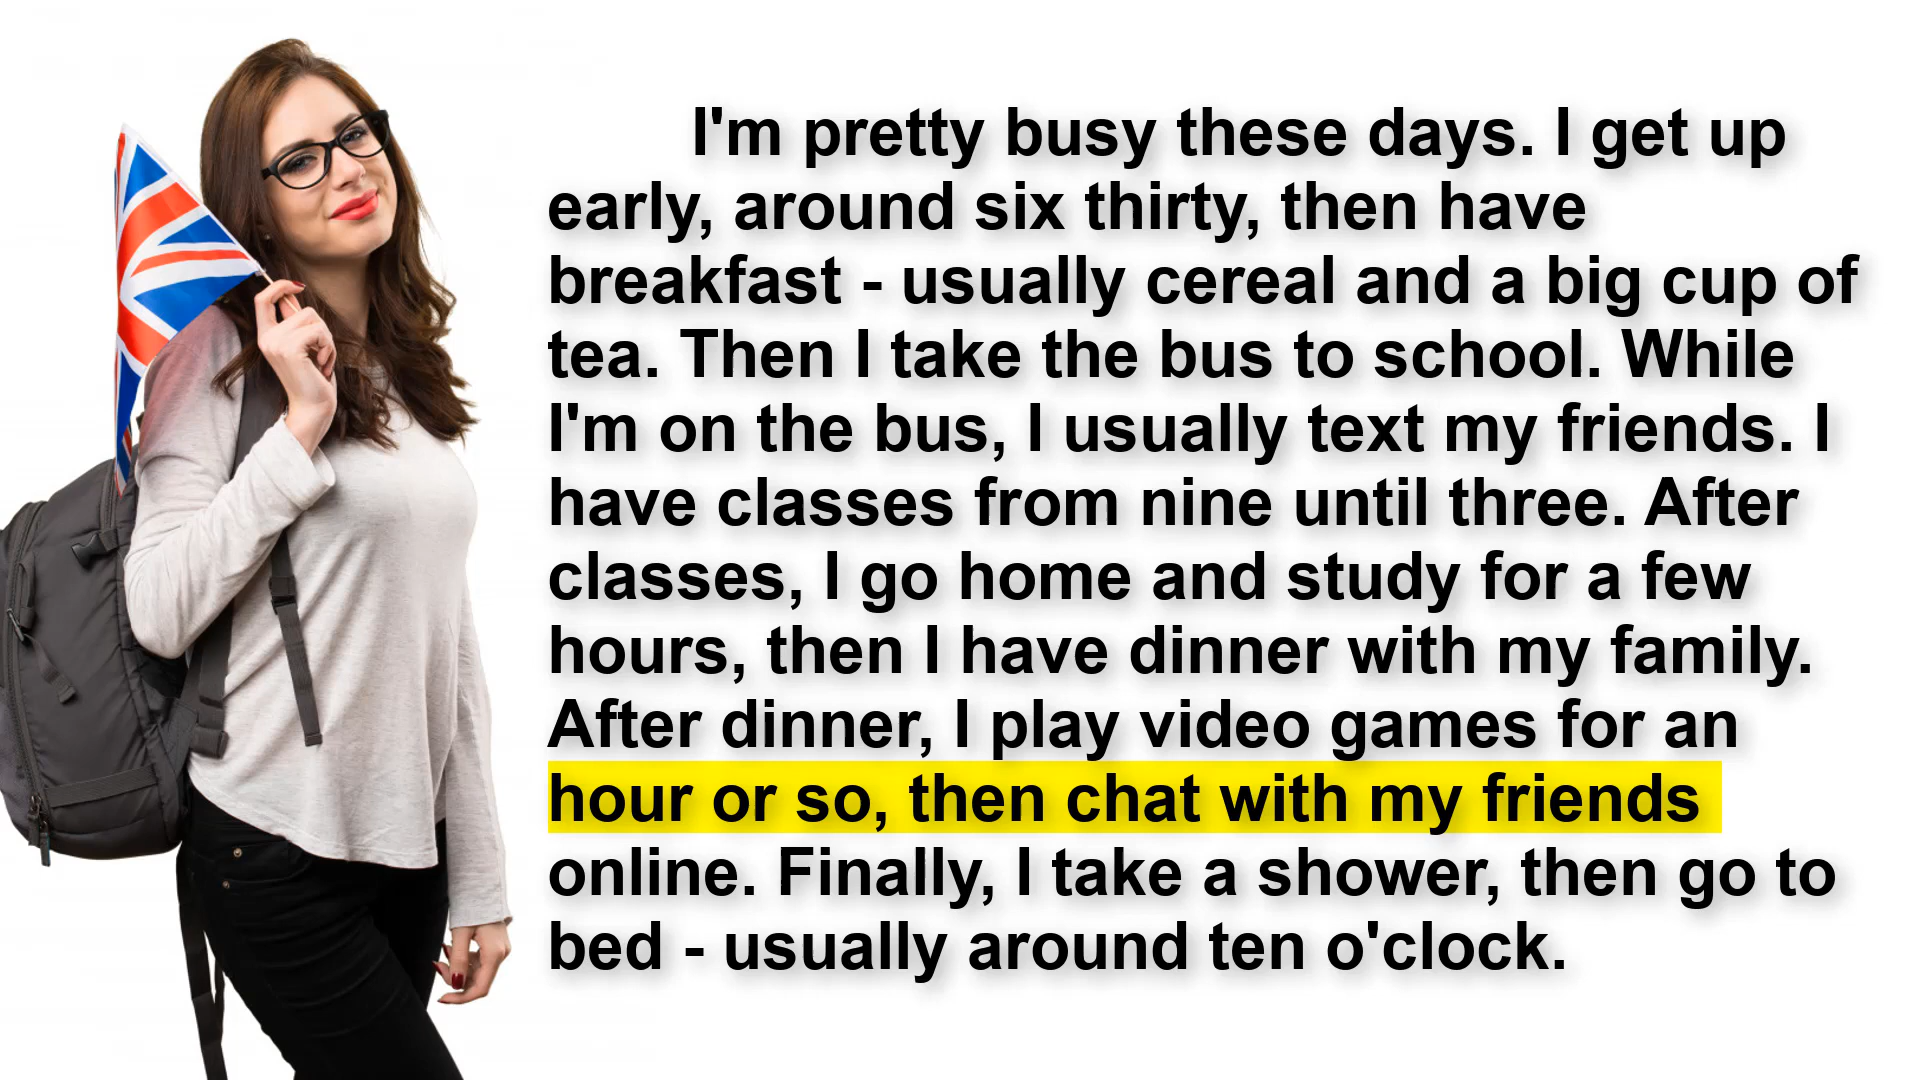 I'm pretty busy these days. I get up
early, around six thirty, then have
breakfast - usually cereal and a big cup of
tea. Then I take the bus to school. While
I'm on the bus, I usually text my friends. I
have classes from nine until three. After
classes, I go home and study for a few
hours, then I have dinner with my family.
After dinner, I play video games for an
hour or so, then chat with my friends
online. Finally, I take a shower, then go to
bed - usually around ten o'clock.